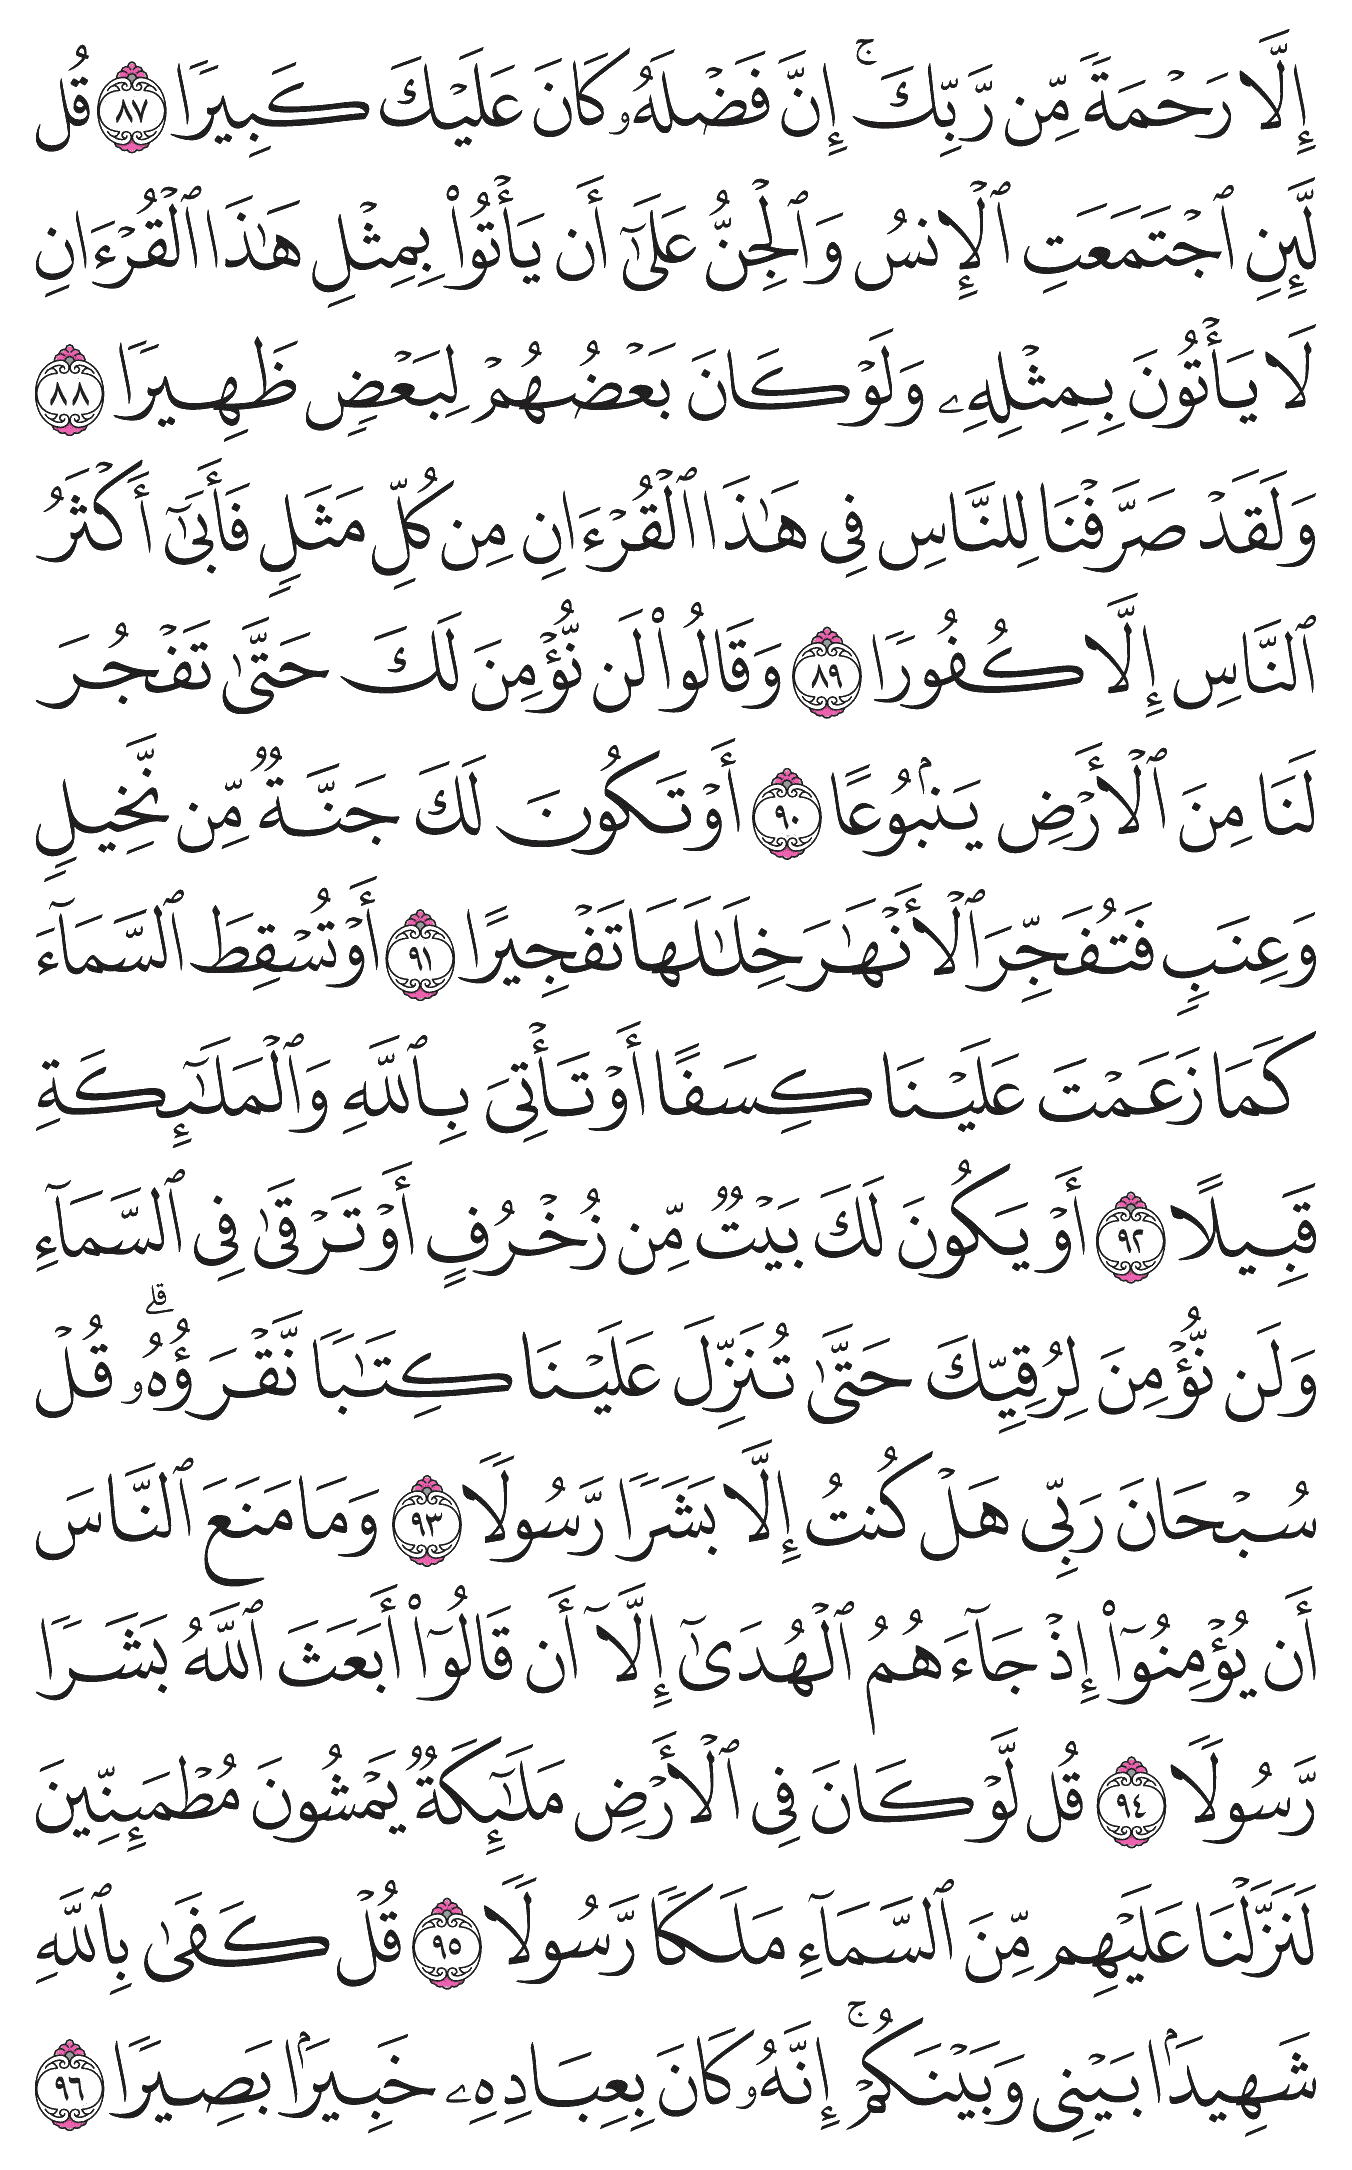 إِلَّا رَحْمَةً مِّن رَّبِّكَ ۚ إِنَّ فَضْلَهُۥ كَانَ عَلَيْكَ كَبِيرًا ٨٧ قُل
لَّئِنِ ٱجْتَمَعَتِ ٱلْإِنسُ وَٱلْجِنُّ عَلَىٰٓ أَن يَأْتُوا۟ بِمِثْلِ هَـٰذَا ٱلْقُرْءَانِ
لَا يَأْتُونَ بِمِثْلِهِۦ وَلَوْ كَانَ بَعْضُهُمْ لِبَعْضٍ ظَهِيرًا ٨٨
وَلَقَدْ صَرَّفْنَا لِلنَّاسِ فِى هَـٰذَا ٱلْقُرْءَانِ مِن كُلِّ مَثَلٍ فَأَبَىٰٓ أَكْثَرُ
ٱلنَّاسِ إِلَّا كُفُورًا ٨٩ وَقَالُوا۟ لَن نُّؤْمِنَ لَكَ حَتَّىٰ تَفْجُرَ
لَنَا مِنَ ٱلْأَرْضِ يَنۢبُوعًا ٩٠ أَوْ تَكُونَ لَكَ جَنَّةٌ مِّن نَّخِيلٍ
وَعِنَبٍ فَتُفَجِّرَ ٱلْأَنْهَـٰرَ خِلَـٰلَهَا تَفْجِيرًا ٩١ أَوْ تُسْقِطَ ٱلسَّمَآءَ
كَمَا زَعَمْتَ عَلَيْنَا كِسَفًا أَوْ تَأْتِىَ بِٱللَّهِ وَٱلْمَلَـٰٓئِكَةِ
قَبِيلًا ٩٢ أَوْ يَكُونَ لَكَ بَيْتٌ مِّن زُخْرُفٍ أَوْ تَرْقَىٰ فِى ٱلسَّمَآءِ
وَلَن نُّؤْمِنَ لِرُقِيِّكَ حَتَّىٰ تُنَزِّلَ عَلَيْنَا كِتَـٰبًا نَّقْرَؤُهُۥ ۗ قُلْ
سُبْحَانَ رَبِّى هَلْ كُنتُ إِلَّا بَشَرًا رَّسُولًا ٩٣ وَمَا مَنَعَ ٱلنَّاسَ
أَن يُؤْمِنُوٓا۟ إِذْ جَآءَهُمُ ٱلْهُدَىٰٓ إِلَّآ أَن قَالُوٓا۟ أَبَعَثَ ٱللَّهُ بَشَرًا
رَّسُولًا ٩٤ قُل لَّوْ كَانَ فِى ٱلْأَرْضِ مَلَـٰٓئِكَةٌ يَمْشُونَ مُطْمَئِنِّينَ
لَنَزَّلْنَا عَلَيْهِم مِّنَ ٱلسَّمَآءِ مَلَكًا رَّسُولًا ٩٥ قُلْ كَفَىٰ بِٱللَّهِ
شَهِيدًۢا بَيْنِى وَبَيْنَكُمْ ۚ إِنَّهُۥ كَانَ بِعِبَادِهِۦ خَبِيرًۢا بَصِيرًا ٩٦